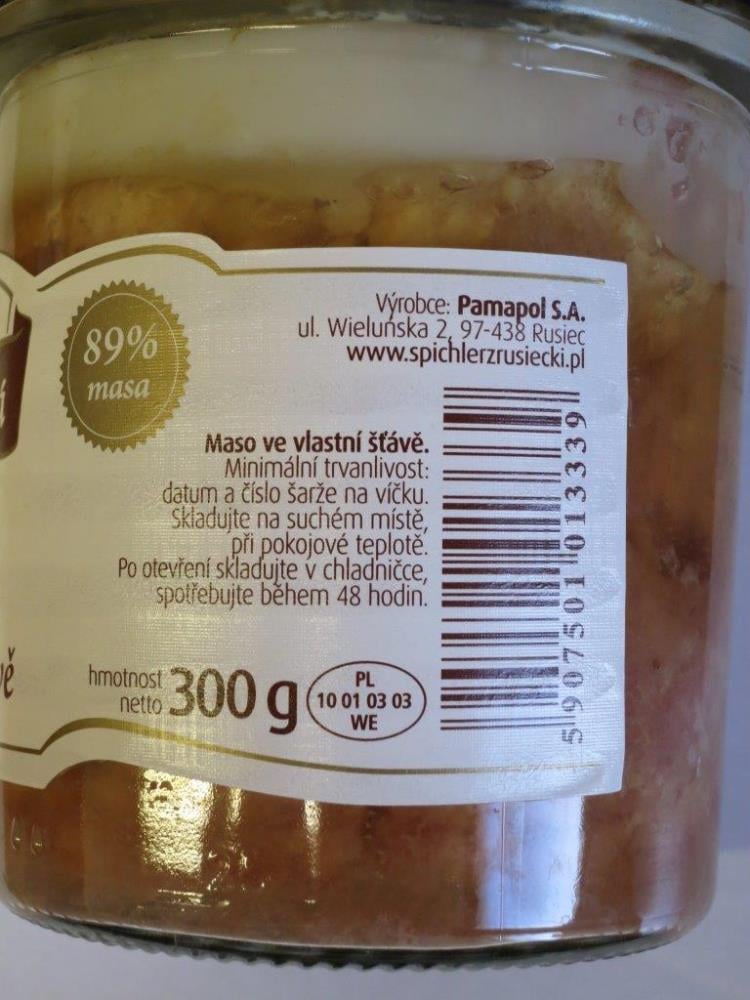 89%
masa
Výrobce: Pamapol S.A.
ul. Wieluńska 2, 97-438 Rusiec
www.spichlerzrusiecki.pl
Maso ve vlastní šťávě.
Minimální trvanlivost:
datum a číslo šarže na víčku.
Skladujte na suchém místě,
při pokojové teplotě.
Po otevření skladujte v chladničce,
spotřebujte během 48 hodin.
hmotnost
netto 300 g
PL
10 01 03 03
WE
5 907501 013339